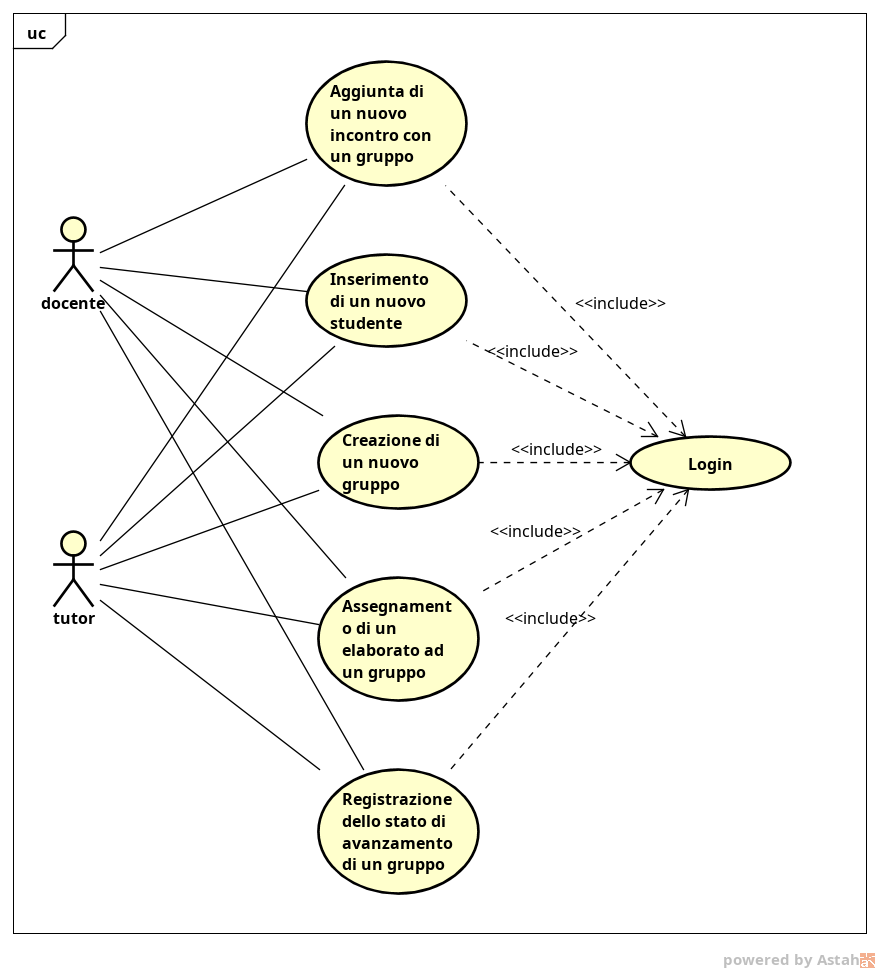 uc
Aggiunta di
un nuovo
incontro con
un gruppo
docente
Inserimento
di un nuovo
studente
<<include>>
<<include>>
Creazione di
un nuovo
gruppo
<<include>>
Login
tutor
<<include>>
Assegnament
o di un
elaborato ad
un gruppo
<<include>>
Registrazione
dello stato di
avanzamento
di un gruppo
powered by Astah